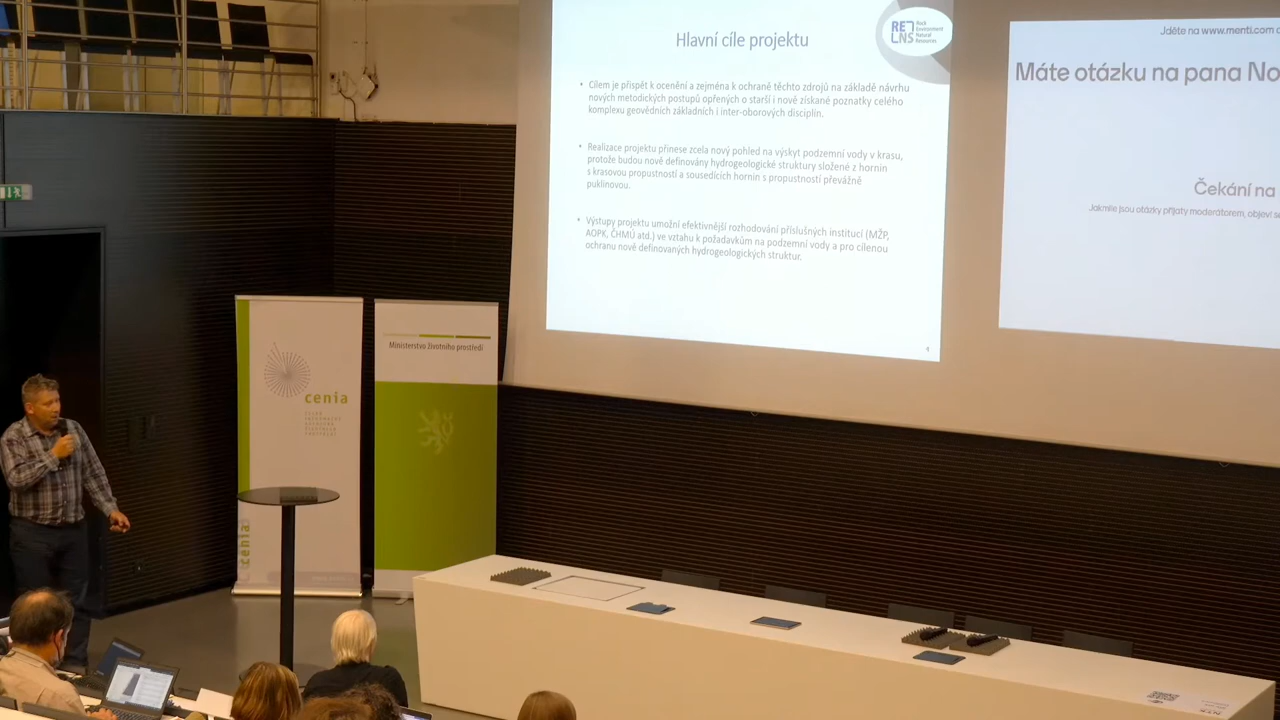 Hlavní cíle projektu
RENS
Rock
Environment
Natural
Resources
• Cílem je přispět k ocenění a zejména k ochraně těchto zdrojů na základě návrhu
nových metodických postupů opřených o starší i nově získané poznatky celého
komplexu geovědních základních i inter-oborových disciplín.
• Realizace projektu přinese zcela nový pohled na výskyt podzemní vody v krasu,
protože budou nově definovány hydrogeologické struktury složené z hornin
s krasovou propustností a sousedících hornin s propustností převážně
puklinovou.
• Výstupy projektu umožní efektivnější rozhodování příslušných institucí (MŽP,
AOPK, ČHMÚ atd.) ve vztahu k požadavkům na podzemní vody a pro cílenou
ochranu nově definovaných hydrogeologických struktur.
4
Jděte na www.menti.com
Máte otázku na pana No
Čekání na
Jakmile jsou otázky přijaty moderátorem, objeví
cenia
Ministerstvo životního prostředí
cenia